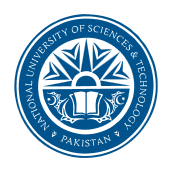 NATIONAL UNIVERSITY OF SCIENCES & TECHNOLOGY
PAKISTAN